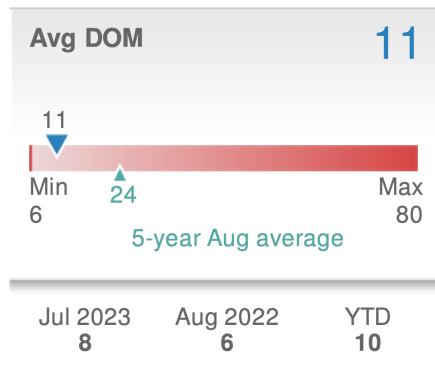 Avg DOM 11
11
Min Max
6 24 80
5-year Aug average
Jul 2023 Aug 2022 YTD
8 6 10